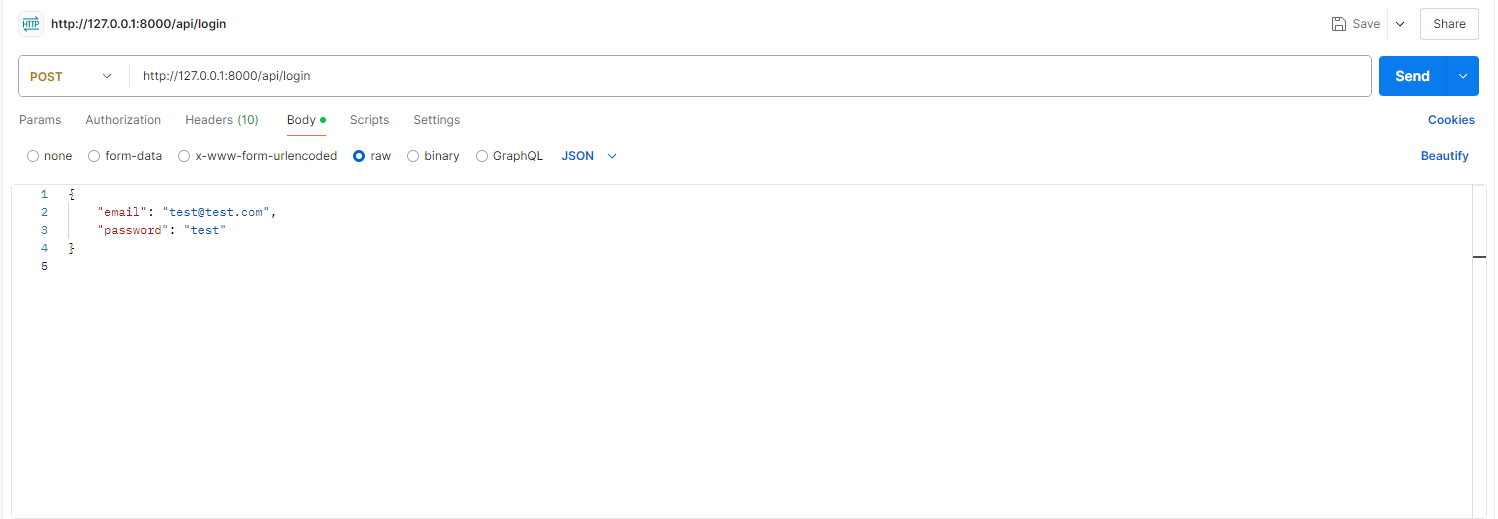 HTTP http://127.0.0.1:8000/api/login Save Share
POST http://127.0.0.1:8000/api/login Send
Params Authorization Headers (10) Body Scripts Settings Cookies
none form-data x-www-form-urlencoded raw binary GraphQL JSON Beautify
1 {
2 "email": "test@test.com",
3 "password": "test"
4 }
5